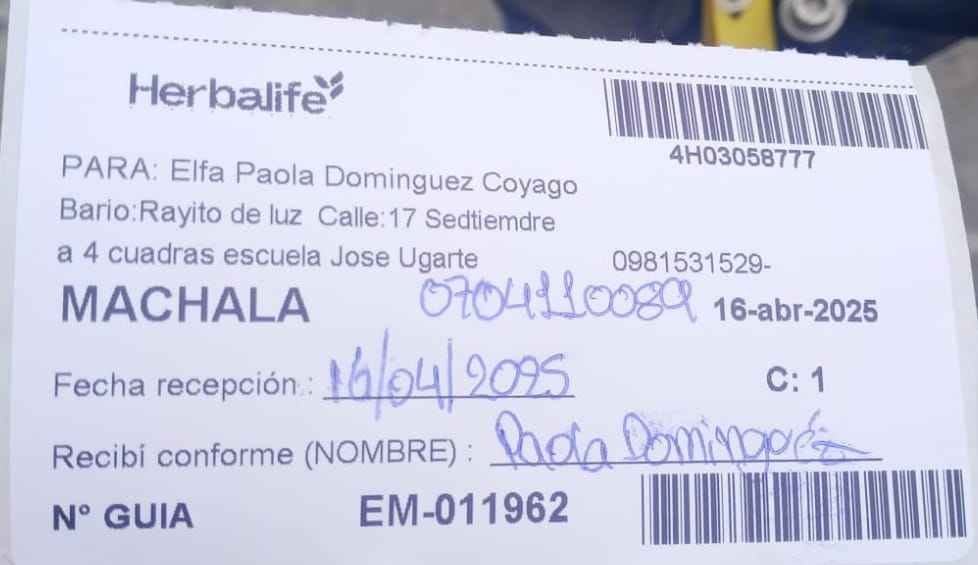 Herbalife
4H03058777
PARA: Elfa Paola Dominguez Coyago
Bario:Rayito de luz Calle:17 Sedtiemdre
a 4 cuadras escuela Jose Ugarte 0981531529-
MACHALA 0704110089 16-abr-2025
Fecha recepción : 16/04/2025 C: 1
Recibí conforme (NOMBRE) : Paola Dominguez
N° GUIA EM-011962